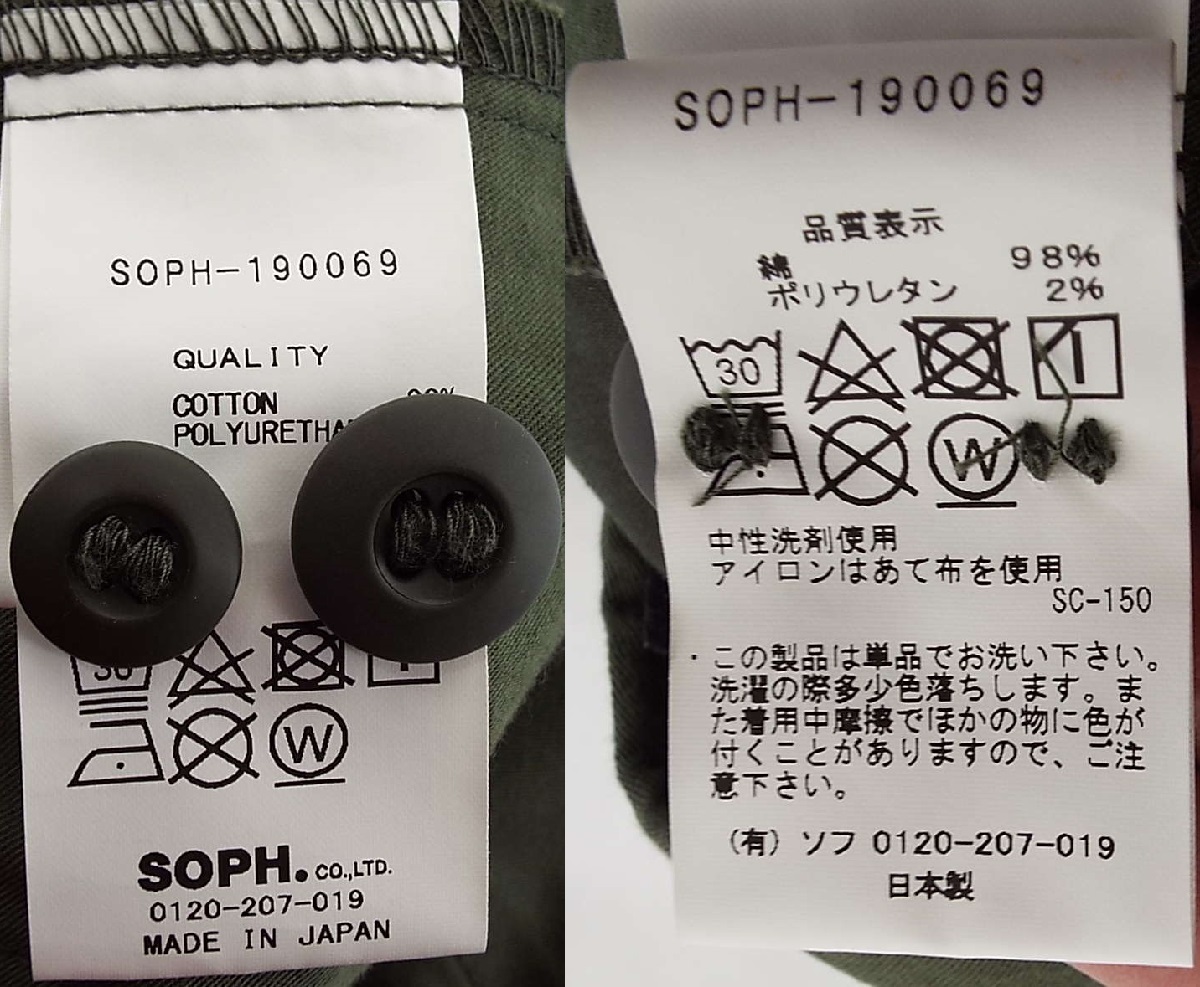 SOPH-190069
QUALITY
COTTON
30
W
SOPH. CO.,LTD.
0120-207-019
MADE IN JAPAN
SOPH-190069
品質表示
綿 98%
ポリウレタン 2%
30
W
中性洗剤使用
アイロンはあて布を使用
SC-150
・この製品は単品でお洗い下さい。
洗濯の際多少色落ちします。ま
た着用中摩擦でほかの物に色が
付くことがありますので、ご注
意下さい。
（有）ソフ 0120-207-019
日本製